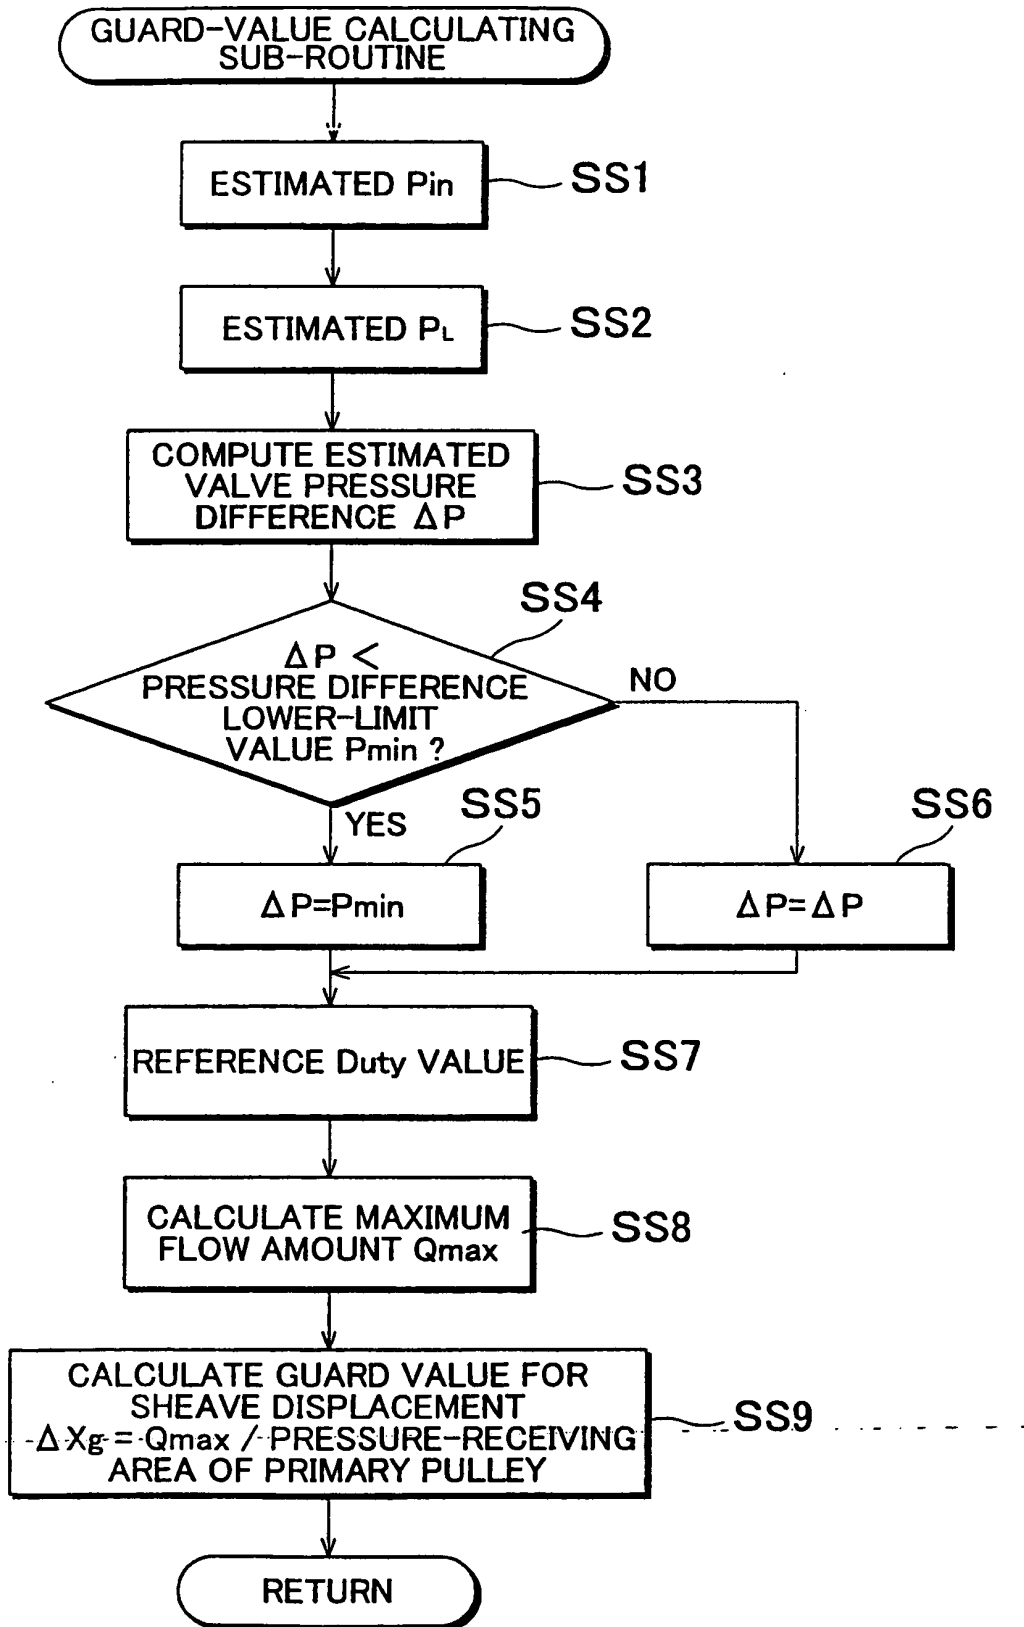 GUARD-VALUE CALCULATING
SUB-ROUTINE
ESTIMATED Pin
SS1
ESTIMATED PL
SS2
COMPUTE ESTIMATED
VALVE PRESSURE
DIFFERENCE ΔP
SS3
SS4
ΔP <
PRESSURE DIFFERENCE
LOWER-LIMIT
VALUE Pmin ?
NO
YES
SS5
SS6
ΔP=Pmin
ΔP=ΔP
REFERENCE Duty VALUE
SS7
CALCULATE MAXIMUM
FLOW AMOUNT Qmax
SS8
CALCULATE GUARD VALUE FOR
SHEAVE DISPLACEMENT
ΔXg = Qmax / PRESSURE-RECEIVING
AREA OF PRIMARY PULLEY
SS9
RETURN